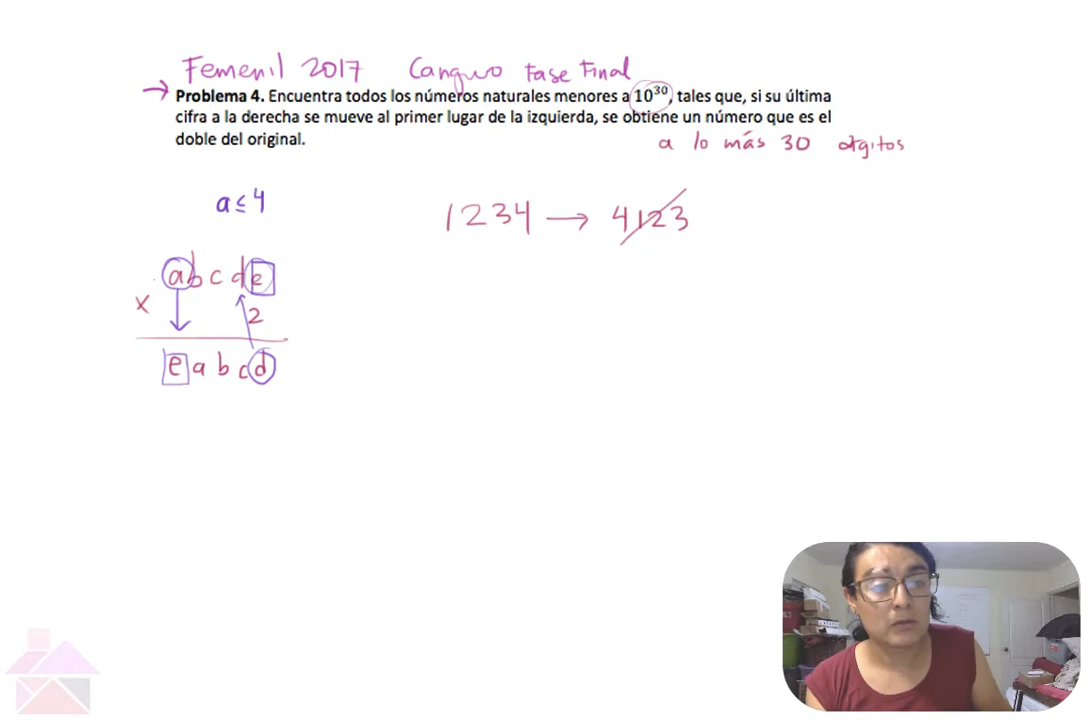 Femenil 2017 Canguro Fase Final
→ Problema 4. Encuentra todos los números naturales menores a 10³⁰, tales que, si su última
cifra a la derecha se mueve al primer lugar de la izquierda, se obtiene un número que es el
doble del original.
a lo más 30 dígitos
a ≤ 4
1234 → 4123
abcde
x 2
eabcd